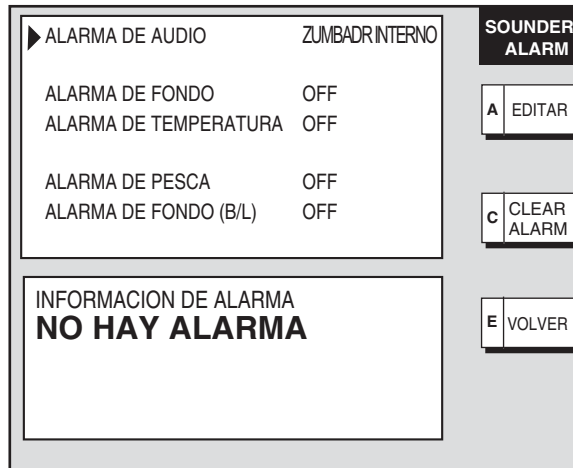 ALARMA DE AUDIO ZUMBADR INTERNO
ALARMA DE FONDO OFF
ALARMA DE TEMPERATURA OFF
ALARMA DE PESCA OFF
ALARMA DE FONDO (B/L) OFF
INFORMACION DE ALARMA
NO HAY ALARMA
SOUNDER
ALARM
A EDITAR
C CLEAR
ALARM
E VOLVER